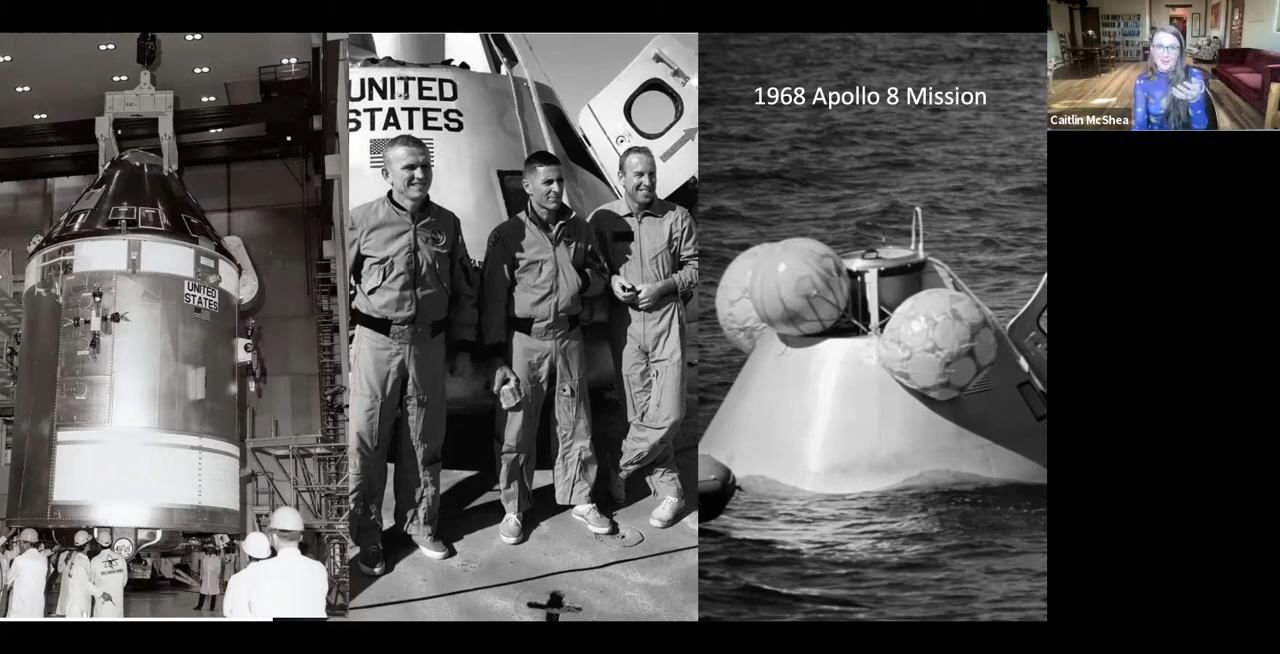 UNITED
STATES
UNITED
STATES
1968 Apollo 8 Mission
Caitlin McShea